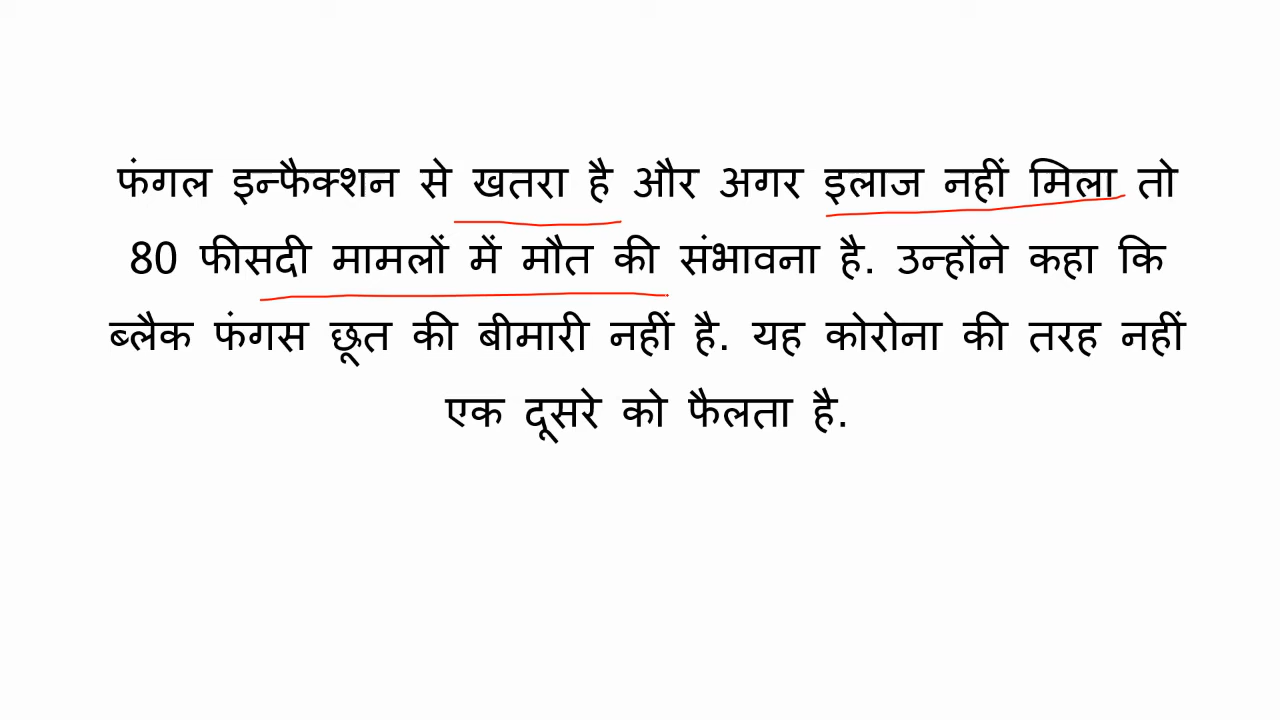 फंगल इन्फैक्शन से खतरा है और अगर इलाज नहीं मिला तो
80 फीसदी मामलों में मौत की संभावना है. उन्होंने कहा कि
ब्लैक फंगस छूत की बीमारी नहीं है. यह कोरोना की तरह नहीं
एक दूसरे को फैलता है.